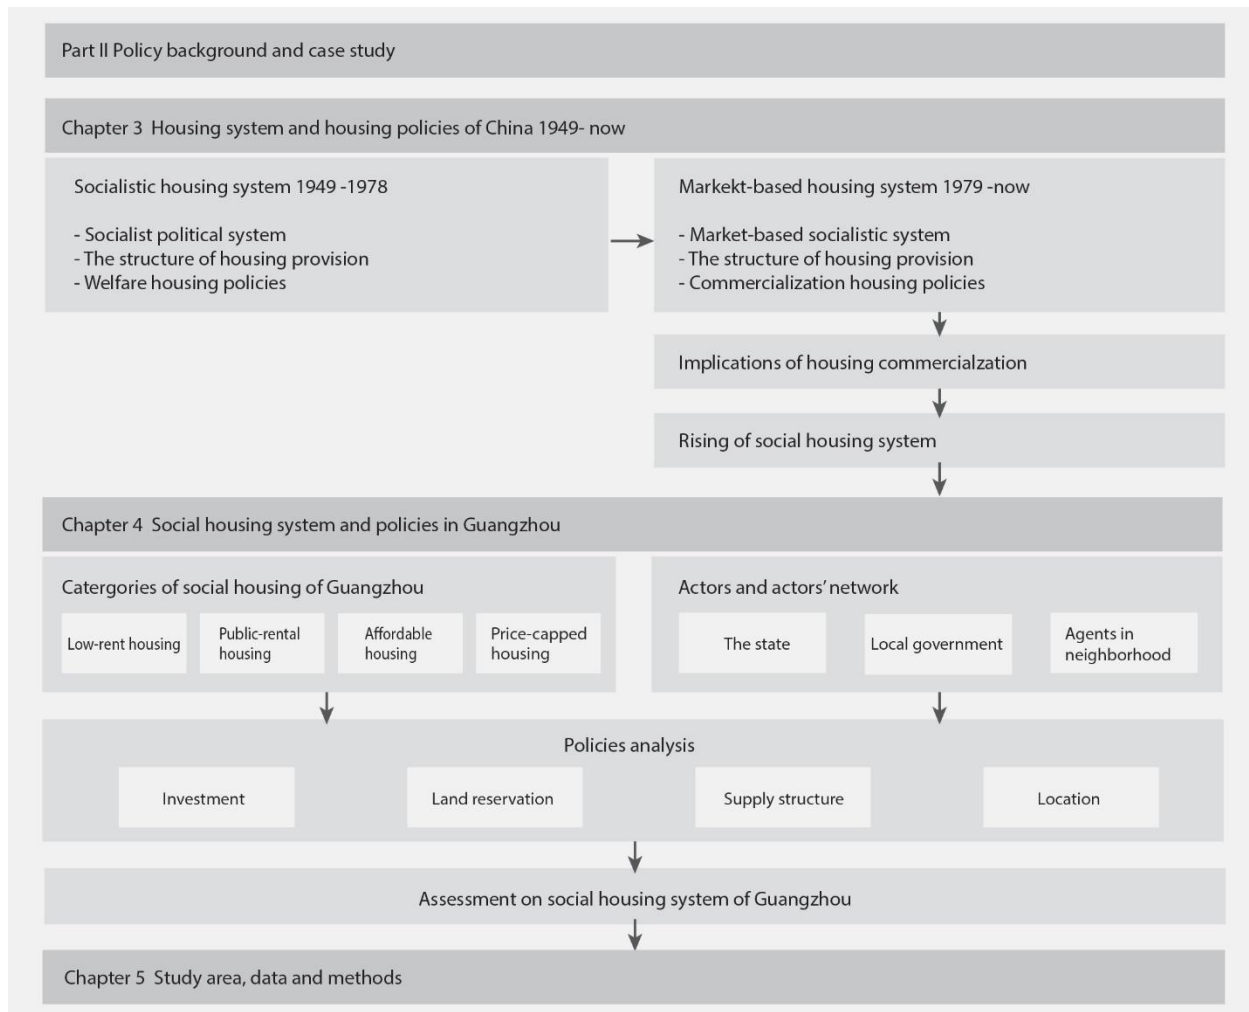 Part II Policy background and case study
Chapter 3  Housing system and housing policies of China 1949- now
Socialistic housing system 1949 -1978
- Socialist political system
- The structure of housing provision
- Welfare housing policies
Markekt-based housing system 1979 -now
- Market-based socialistic system
- The structure of housing provision
- Commercialization housing policies
Implications of housing commercialzation
Rising of social housing system
Chapter 4  Social housing system and policies in Guangzhou
Catergories of social housing of Guangzhou
Low-rent housing
Public-rental
housing
Affordable
housing
Price-capped
housing
Actors and actors’ network
The state
Local government
Agents in
neighborhood
Policies analysis
Investment
Land reservation
Supply structure
Location
Assessment on social housing system of Guangzhou
Chapter 5  Study area, data and methods